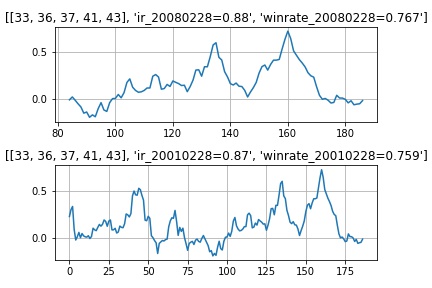 [[33, 36, 37, 41, 43], 'ir_20080228=0.88', 'winrate_20080228=0.767']
0.5
0.0
80 100 120 140 160 180
[[33, 36, 37, 41, 43], 'ir_20010228=0.87', 'winrate_20010228=0.759']
0.5
0.0
0 25 50 75 100 125 150 175